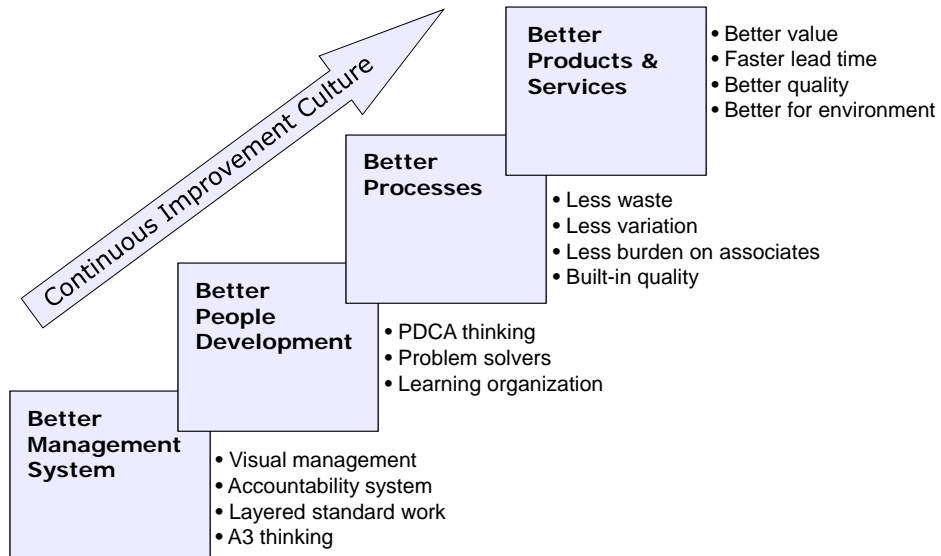 Continuous Improvement Culture
Better
Products &
Services
• Better value
• Faster lead time
• Better quality
• Better for environment
Better
Processes
• Less waste
• Less variation
• Less burden on associates
• Built-in quality
Better
People
Development
• PDCA thinking
• Problem solvers
• Learning organization
Better
Management
System
• Visual management
• Accountability system
• Layered standard work
• A3 thinking